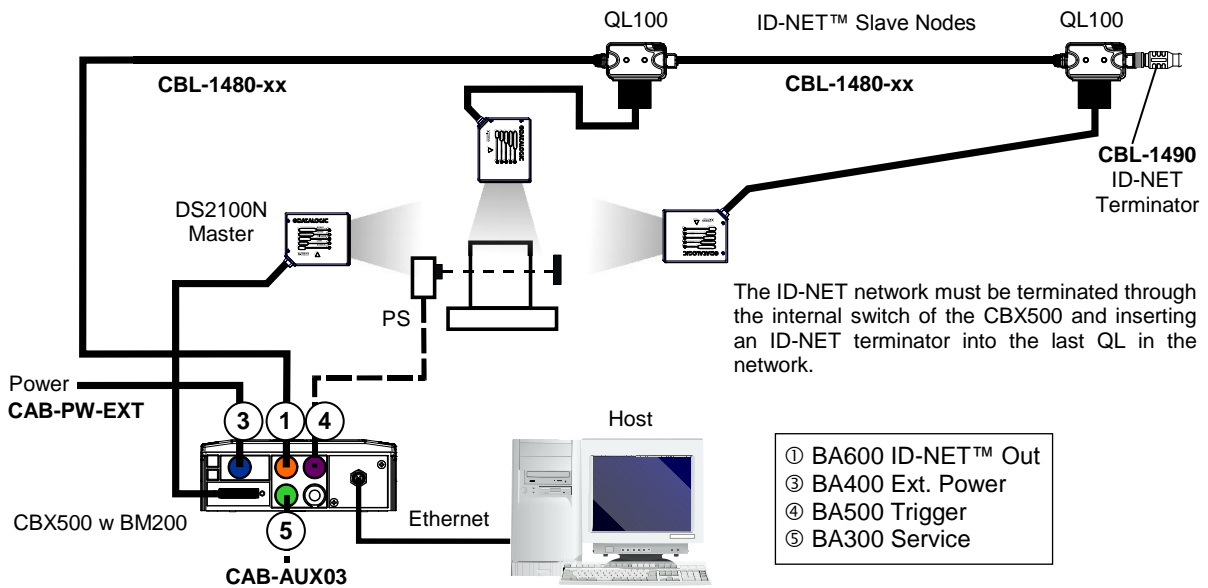 QL100
ID-NET™ Slave Nodes
QL100
CBL-1480-xx
CBL-1480-xx
CBL-1490
ID-NET
Terminator
DATALOGIC
DS2100N
Master
DATALOGIC
DATALOGIC
PS
The ID-NET network must be terminated through
the internal switch of the CBX500 and inserting
an ID-NET terminator into the last QL in the
network.
Power
CAB-PW-EXT
3
1
4
Host
① BA600 ID-NET™ Out
③ BA400 Ext. Power
④ BA500 Trigger
⑤ BA300 Service
CBX500 w BM200
5
Ethernet
CAB-AUX03